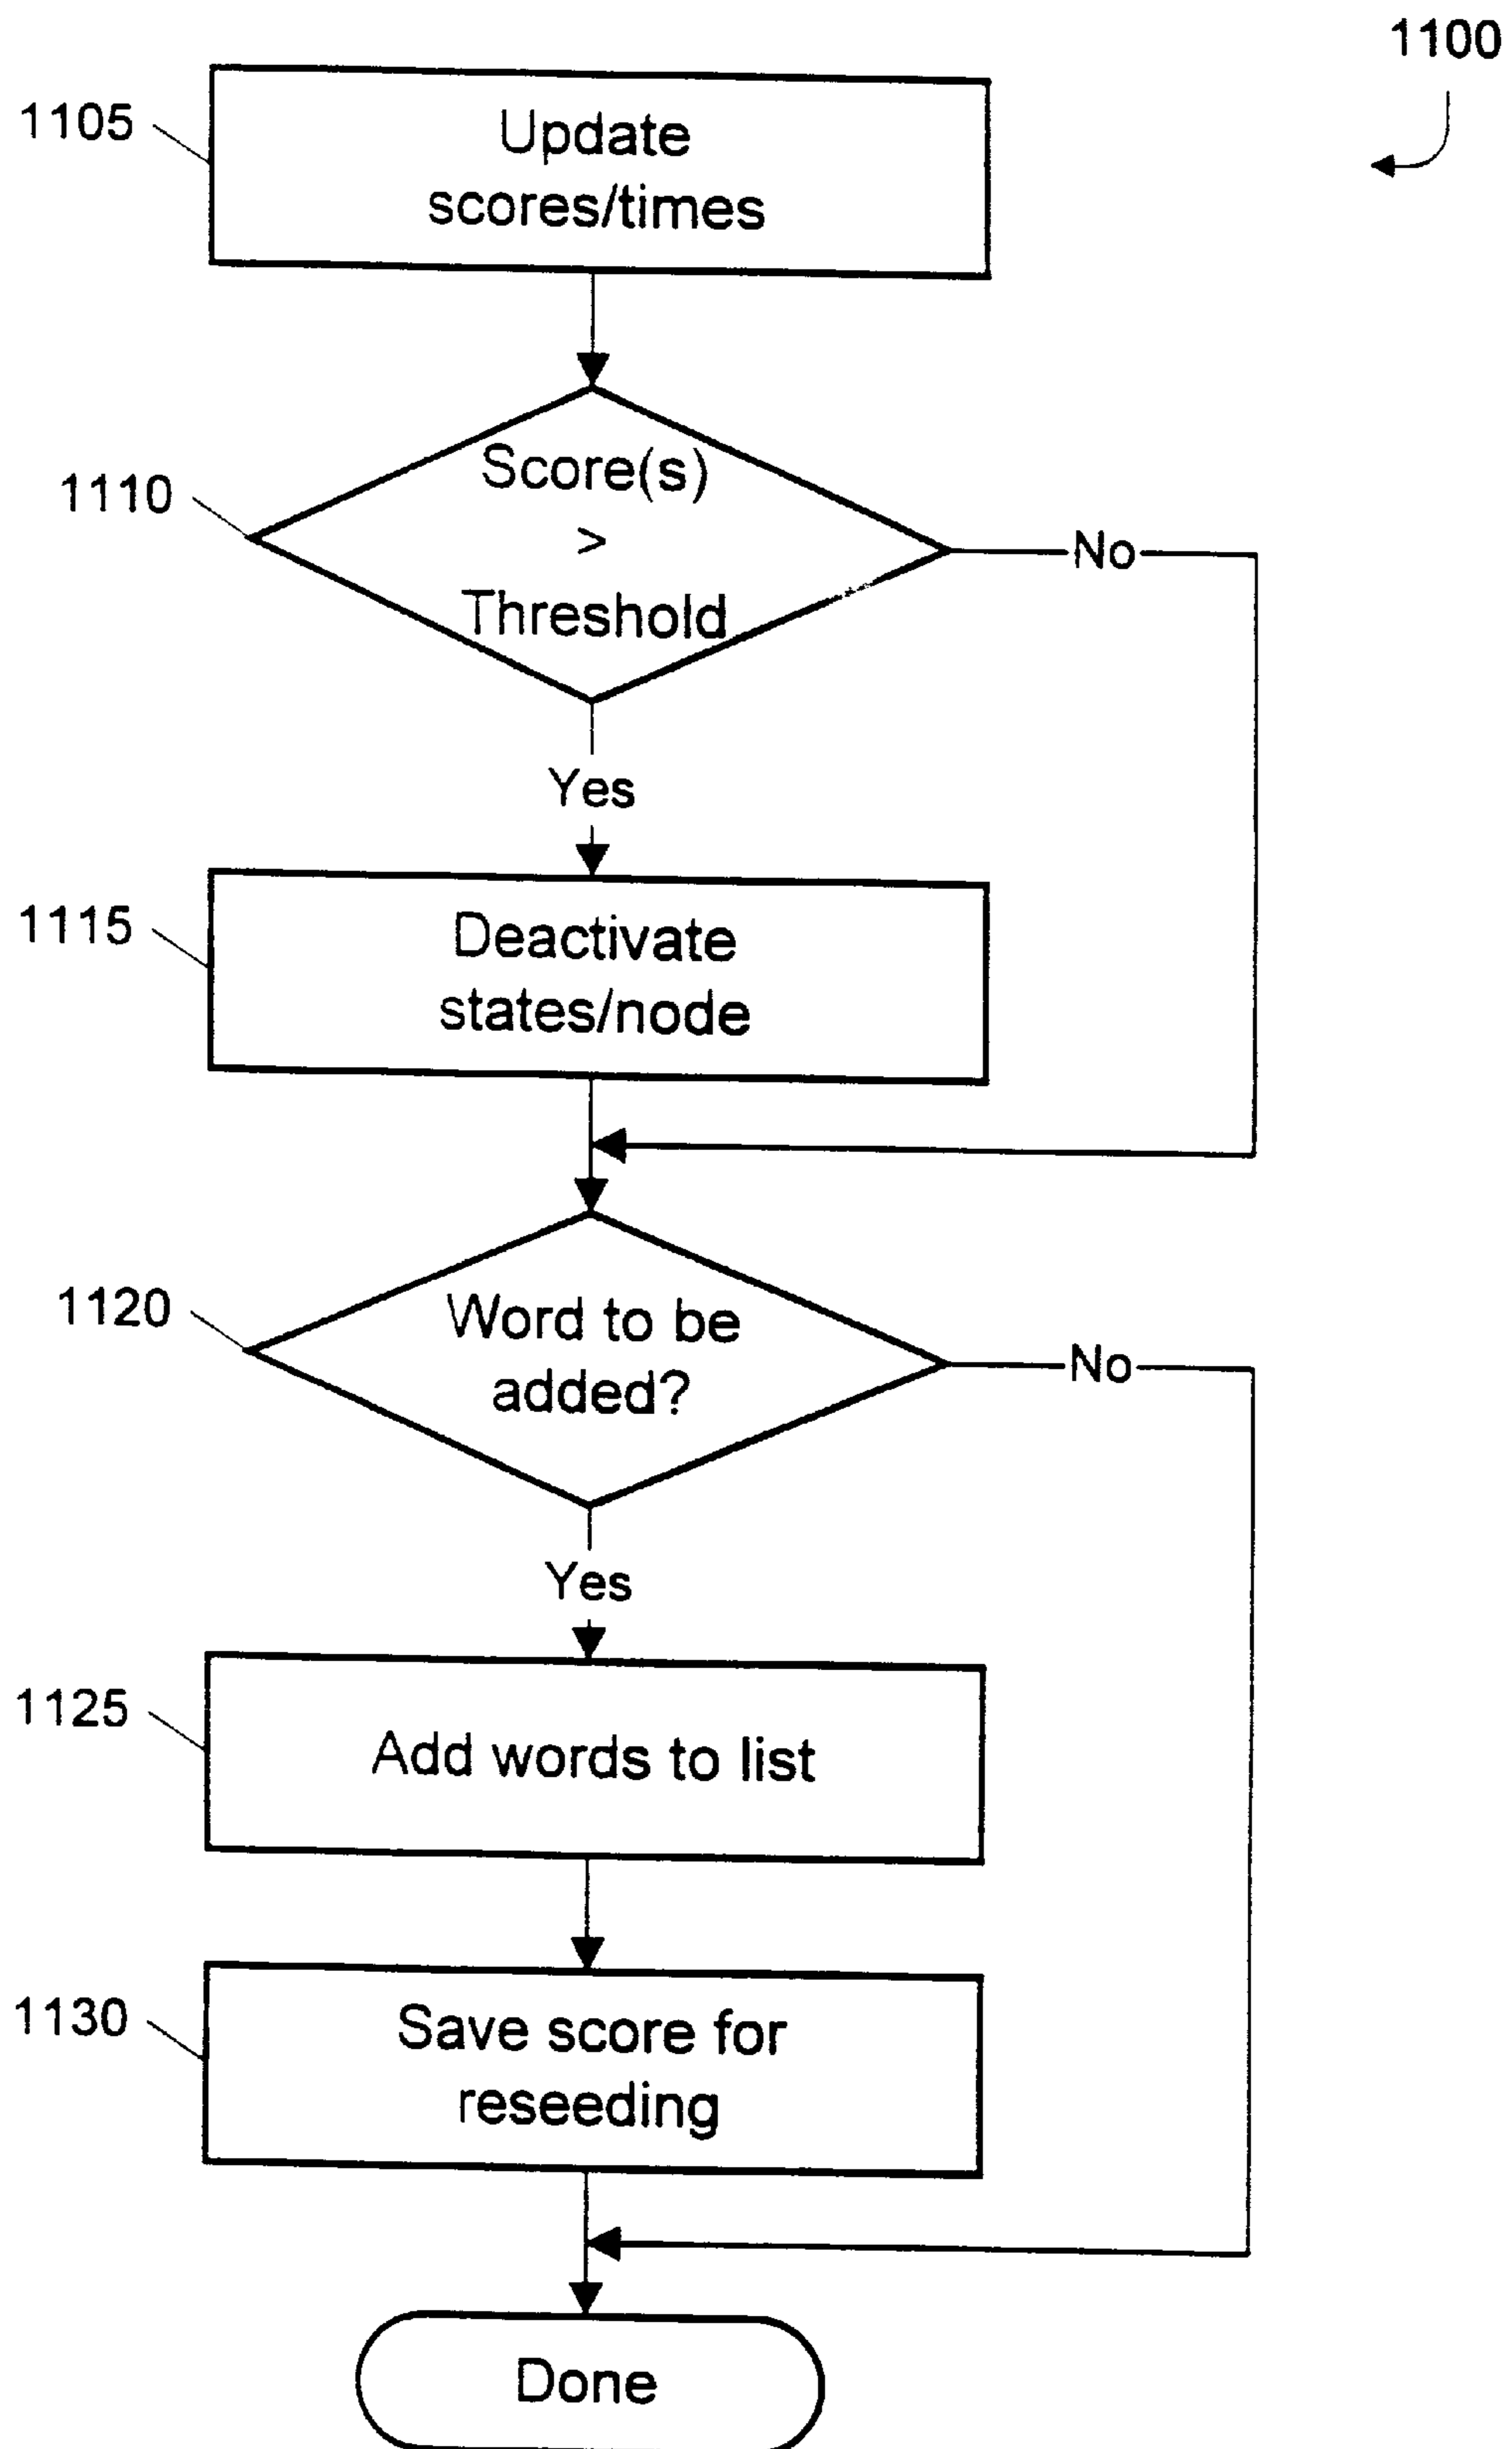 1100
1105
Update
scores/times
1110
Score(s)
>
Threshold
No
Yes
1115
Deactivate
states/node
1120
Word to be
added?
No
Yes
1125
Add words to list
1130
Save score for
reseeding
Done